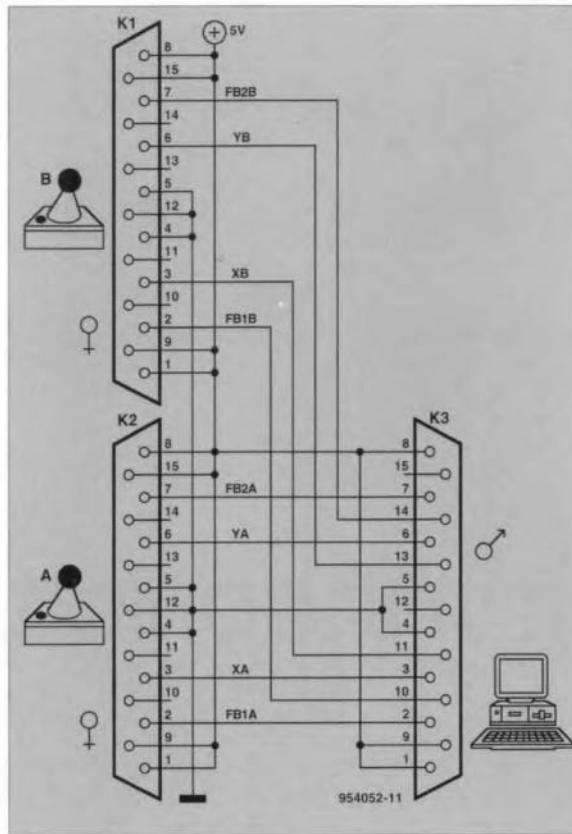 K1
5V
8
15
7 FB2B
14
6 YB
13
B
5
12
4
11
3 XB
10
2 FB1B
9
1
K2 K3
8 8
15 15
7 FB2A 7
14 14
6 YA 6
13 13
A
5 5
12 12
4 4
11 11
3 XA 3
10 10
2 FB1A 2
9 9
1 1
954052-11